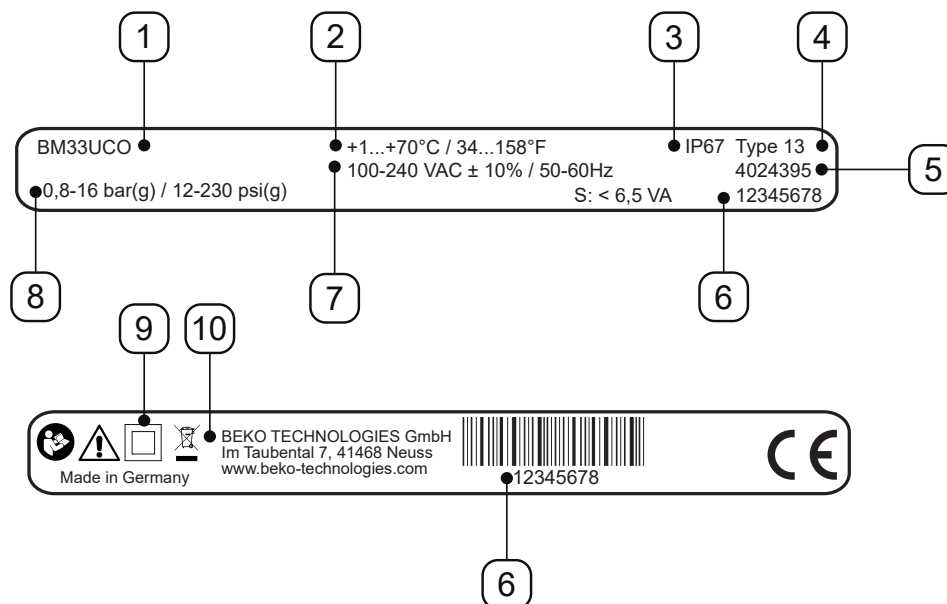 1 2 3 4
BM33UCO +1...+70°C / 34...158°F IP67 Type 13
100-240 VAC ± 10% / 50-60Hz 4024395 5
0,8-16 bar(g) / 12-230 psi(g) S: < 6,5 VA 12345678
8 7 6
9 10
BEKO TECHNOLOGIES GmbH
Im Taubental 7, 41468 Neuss
www.beko-technologies.com
Made in Germany 12345678
CE
6